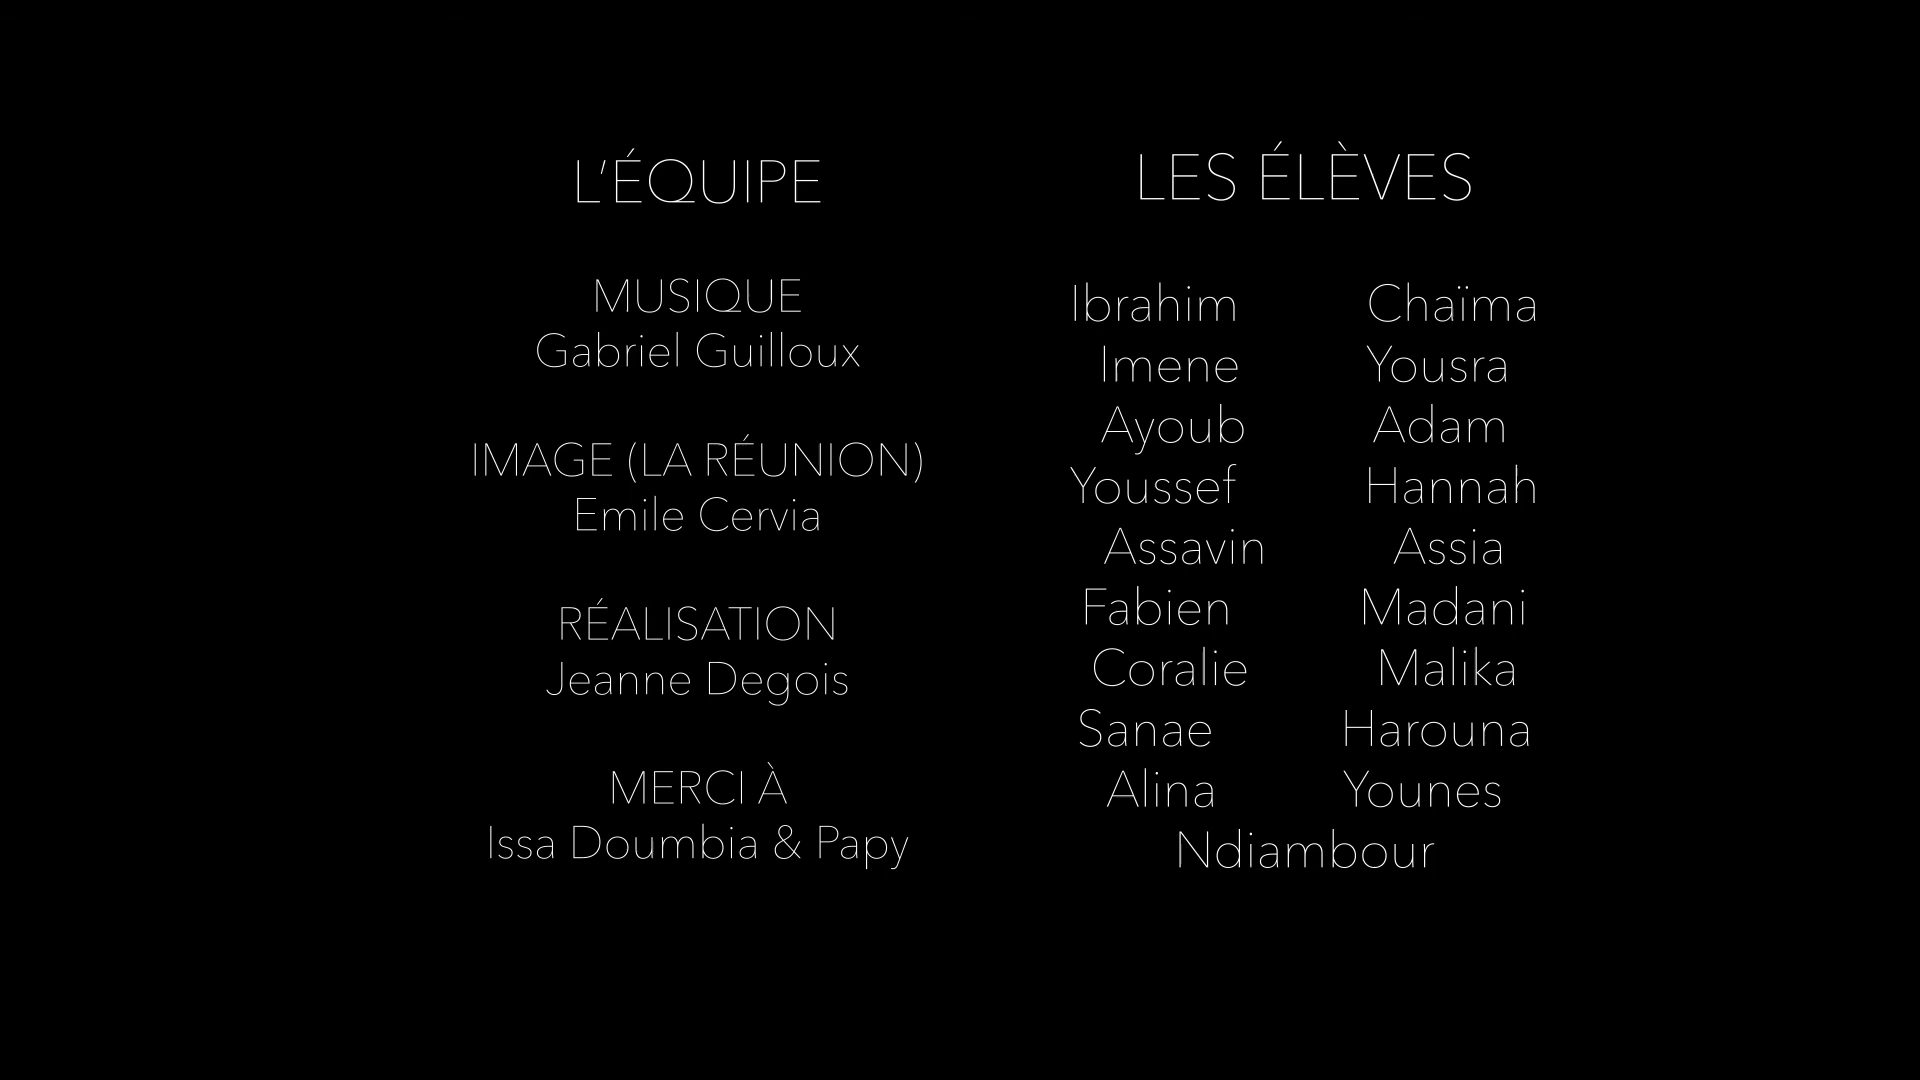 L'ÉQUIPE
MUSIQUE
Gabriel Guilloux
IMAGE (LA RÉUNION)
Emile Cervia
RÉALISATION
Jeanne Degois
MERCI À
Issa Doumbia & Papy
LES ÉLÈVES
Ibrahim Chaïma
Imene Yousra
Ayoub Adam
Youssef Hannah
Assavin Assia
Fabien Madani
Coralie Malika
Sanae Harouna
Alina Younes
Ndiambour